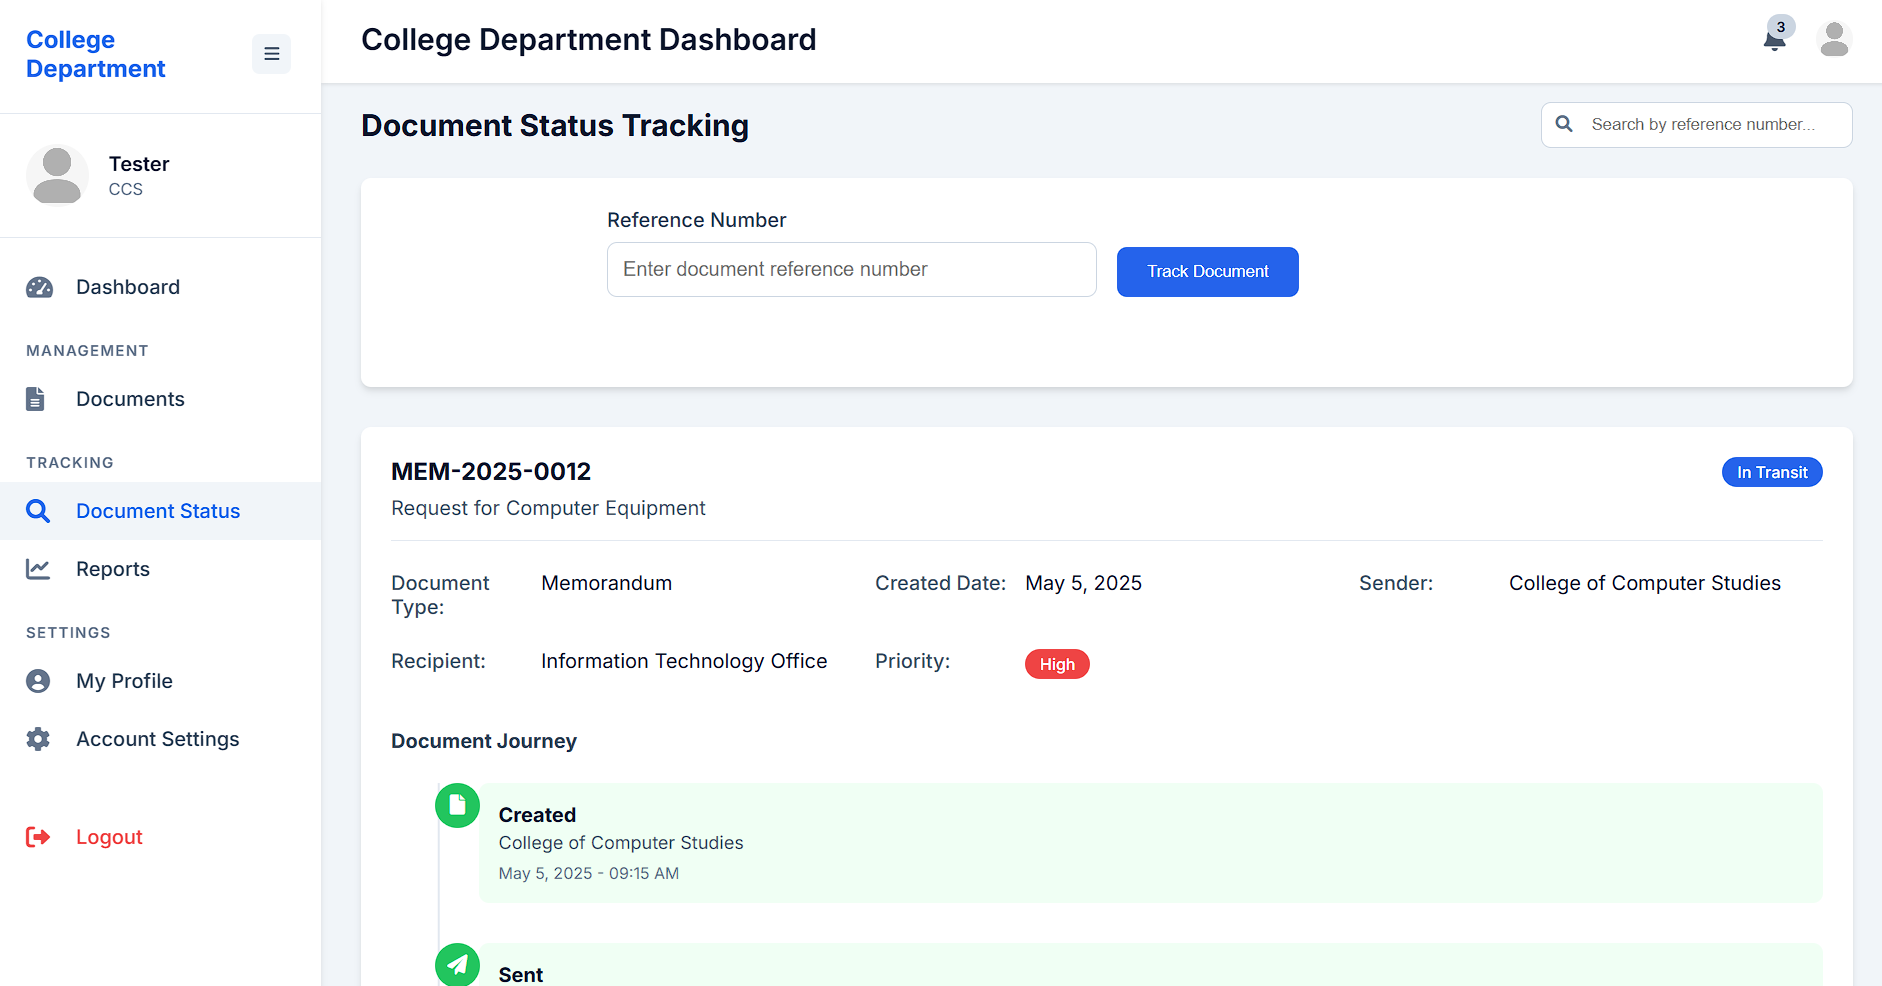 College
Department
Tester
CCS
Dashboard
MANAGEMENT
Documents
TRACKING
Document Status
Reports
SETTINGS
My Profile
Account Settings
Logout
College Department Dashboard
3
Document Status Tracking
Search by reference number...
Reference Number
Enter document reference number
Track Document
MEM-2025-0012
In Transit
Request for Computer Equipment
Document Type: Memorandum
Created Date: May 5, 2025
Sender: College of Computer Studies
Recipient: Information Technology Office
Priority: High
Document Journey
Created
College of Computer Studies
May 5, 2025 - 09:15 AM
Sent